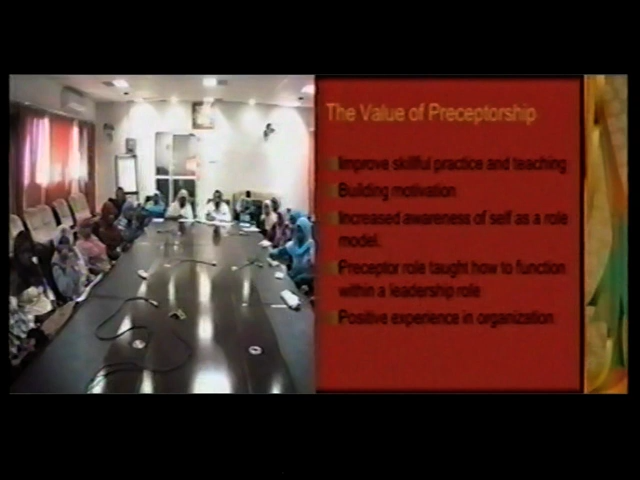 The Value of Preceptorship
Improve skillful practice and teaching
Building motivation
Increased awareness of self as a role
model.
Preceptor role taught how to function
within a leadership role
Positive experience in organization